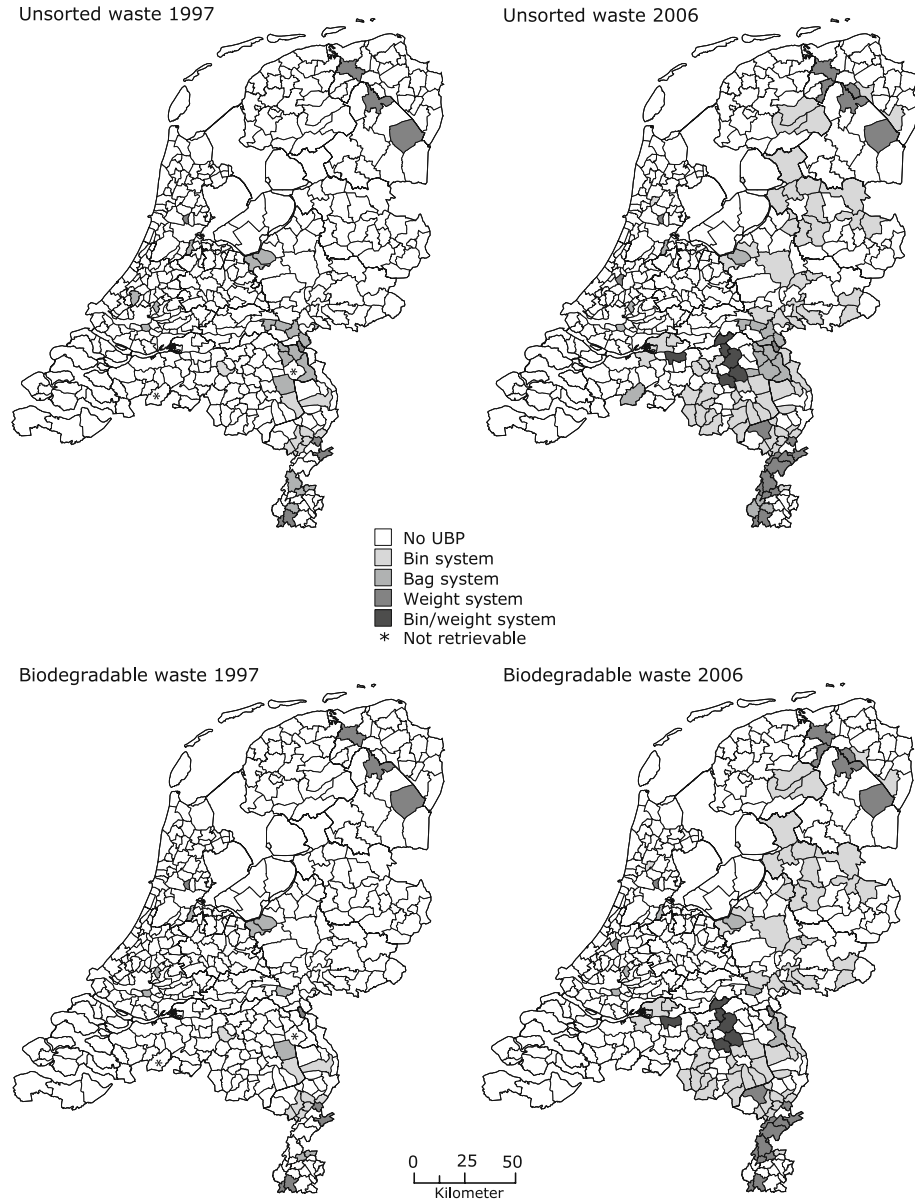 Unsorted waste 1997
Unsorted waste 2006
*
*
No UBP
Bin system
Bag system
Weight system
Bin/weight system
* Not retrievable
Biodegradable waste 1997
Biodegradable waste 2006
*
*
0 25 50
Kilometer